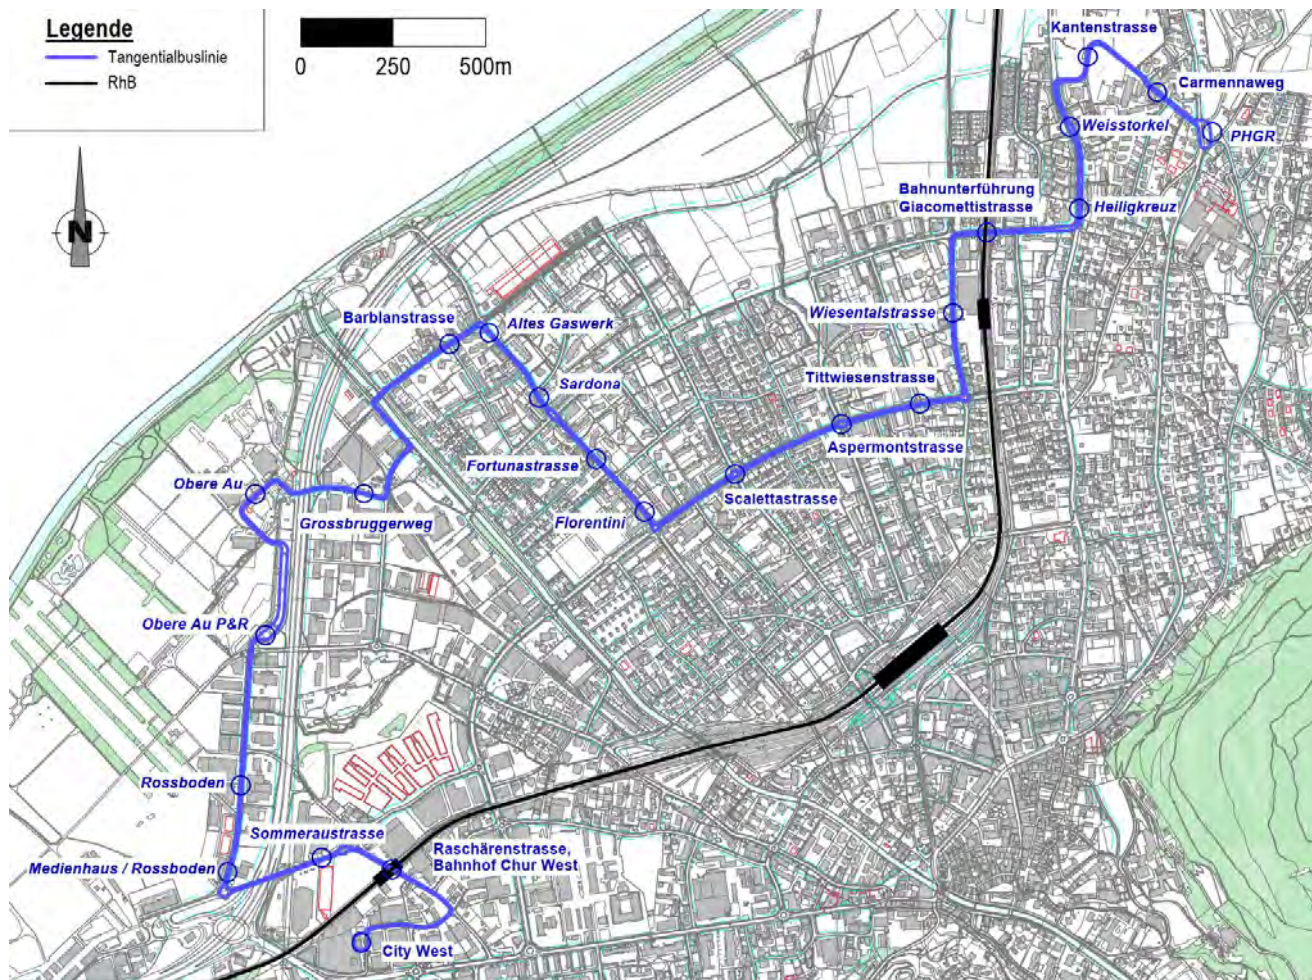 Legende
Tangentialbuslinie
RhB
0 250 500m
N
Kantenstrasse
Carmennaweg
Weisstorkel
PHGR
Bahnunterführung
Giacomettistrasse
Heiligkreuz
Barblanstrasse
Altes Gaswerk
Wiesentalstrasse
Sardona
Tittwiesenstrasse
Aspermontstrasse
Fortunastrasse
Scalettastrasse
Obere Au
Grossbruggerweg
Florentini
Obere Au P&R
Rossboden
Sommeraustrasse
Medienhaus / Rossboden
Raschärenstrasse,
Bahnhof Chur West
City West